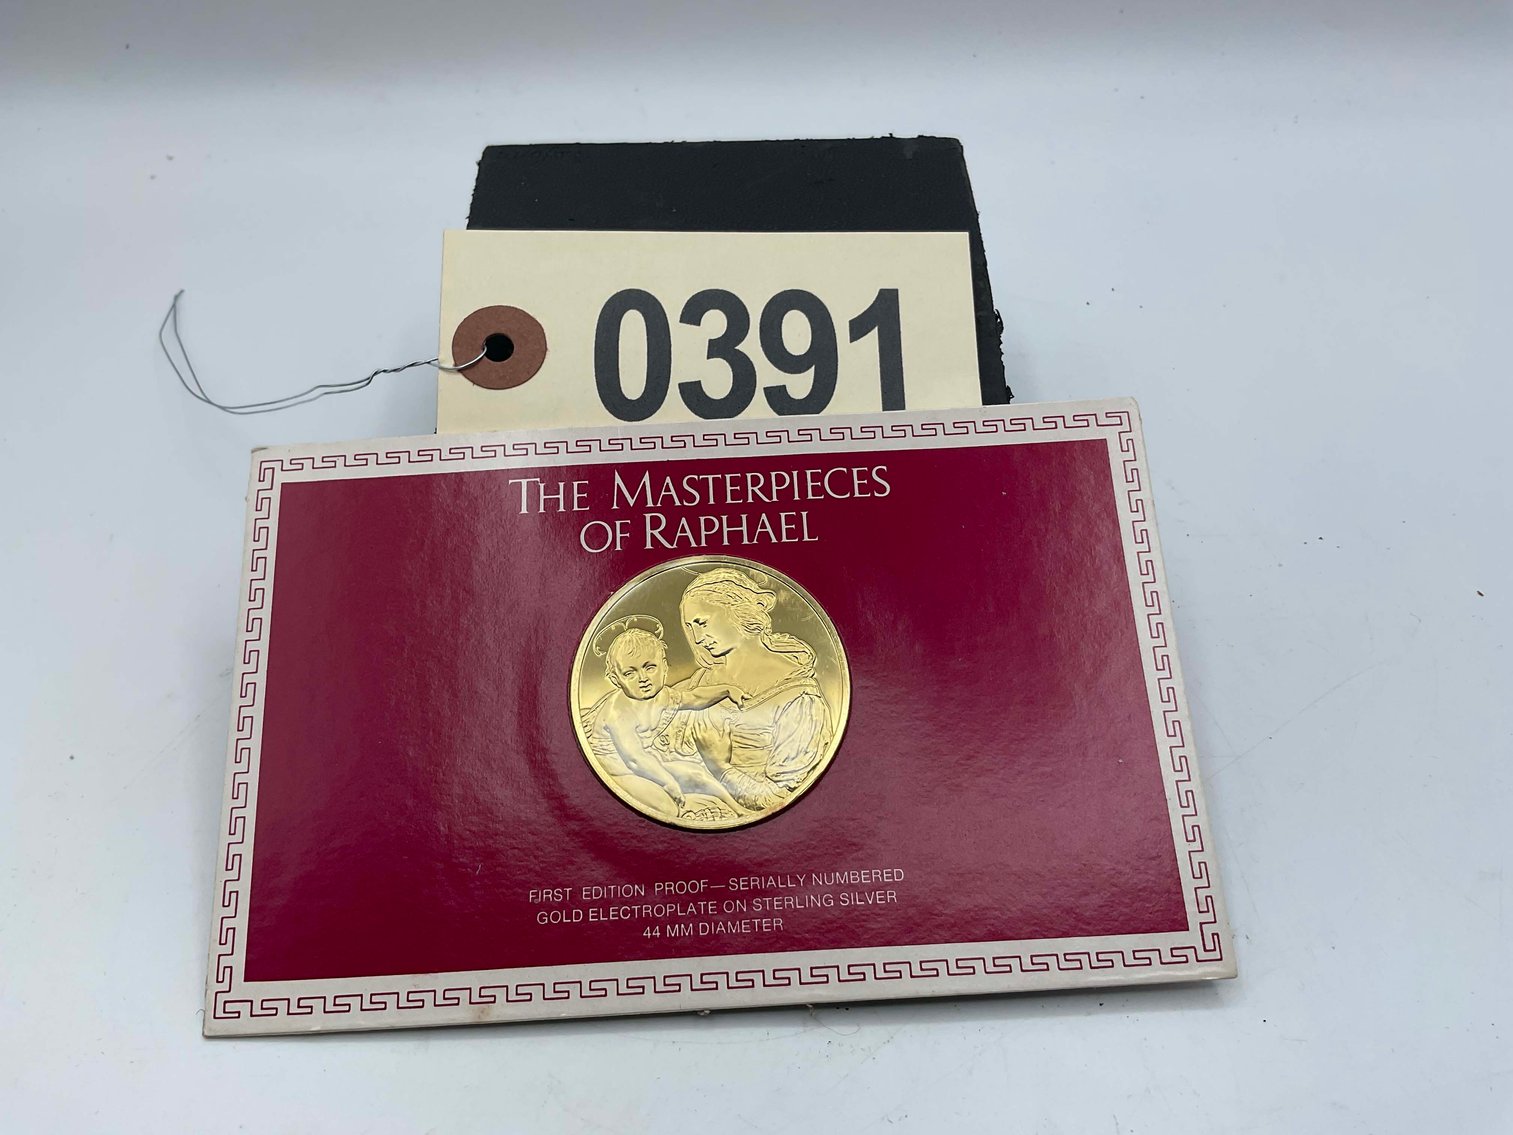 0391
THE MASTERPIECES
OF RAPHAEL
FIRST EDITION PROOF—SERIALLY NUMBERED
GOLD ELECTROPLATE ON STERLING SILVER
44 MM DIAMETER